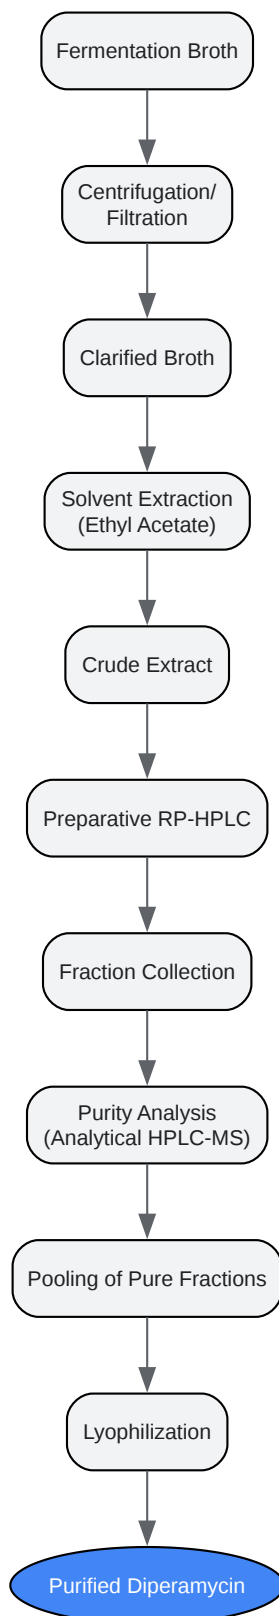 Fermentation Broth
Centrifugation/
Filtration
Clarified Broth
Solvent Extraction
(Ethyl Acetate)
Crude Extract
Preparative RP-HPLC
Fraction Collection
Purity Analysis
(Analytical HPLC-MS)
Pooling of Pure Fractions
Lyophilization
Purified Diperamycin